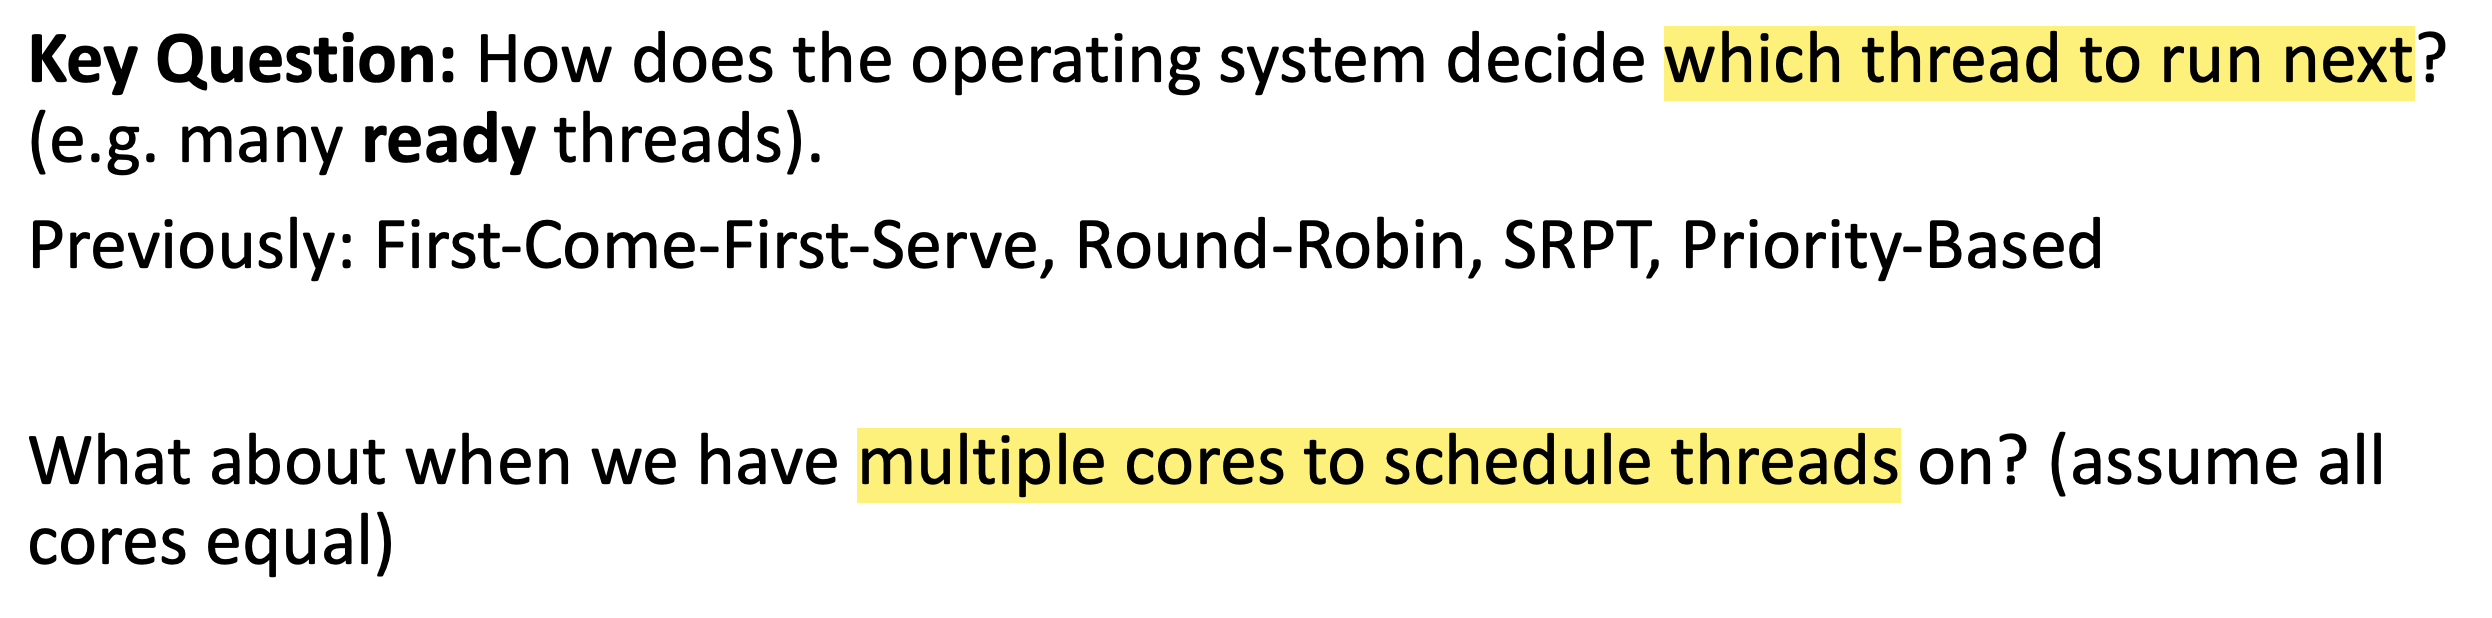 Key Question: How does the operating system decide which thread to run next?
(e.g. many ready threads).
Previously: First-Come-First-Serve, Round-Robin, SRPT, Priority-Based
What about when we have multiple cores to schedule threads on? (assume all
cores equal)